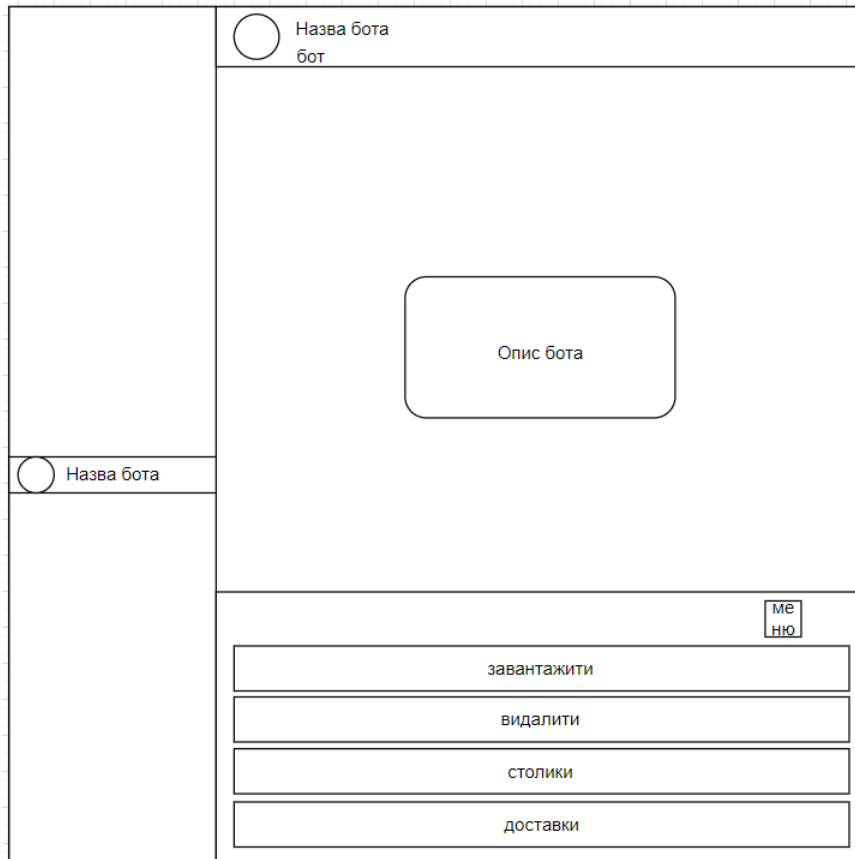 Назва бота
бот
Опис бота
Назва бота
ме
ню
завантажити
видалити
столики
доставки